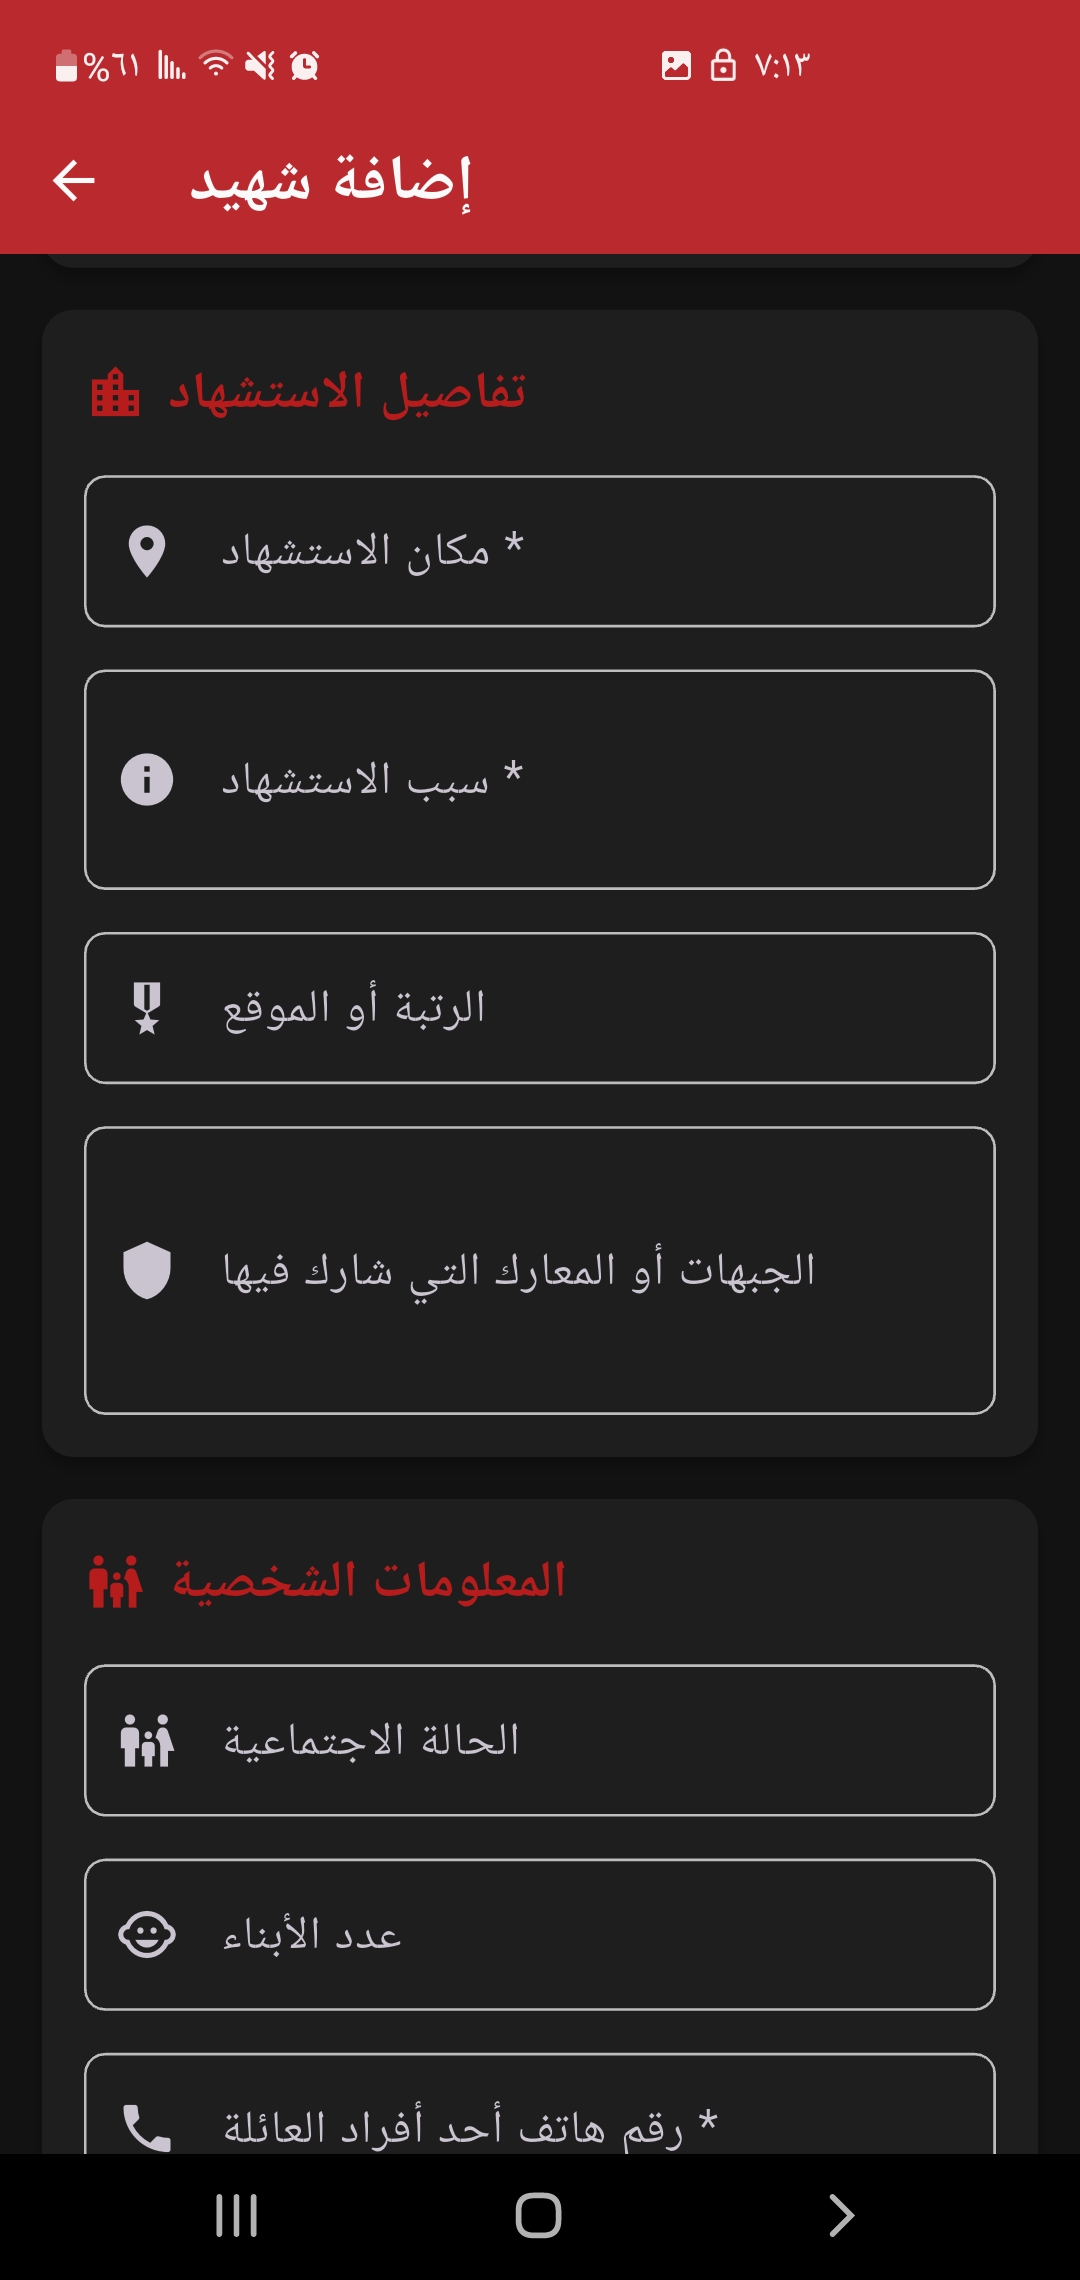 %٦١ ٧:١٣
إضافة شهيد
تفاصيل الاستشهاد
مكان الاستشهاد *
سبب الاستشهاد *
الرتبة أو الموقع
الجبهات أو المعارك التي شارك فيها
المعلومات الشخصية
الحالة الاجتماعية
عدد الأبناء
رقم هاتف أحد أفراد العائلة *